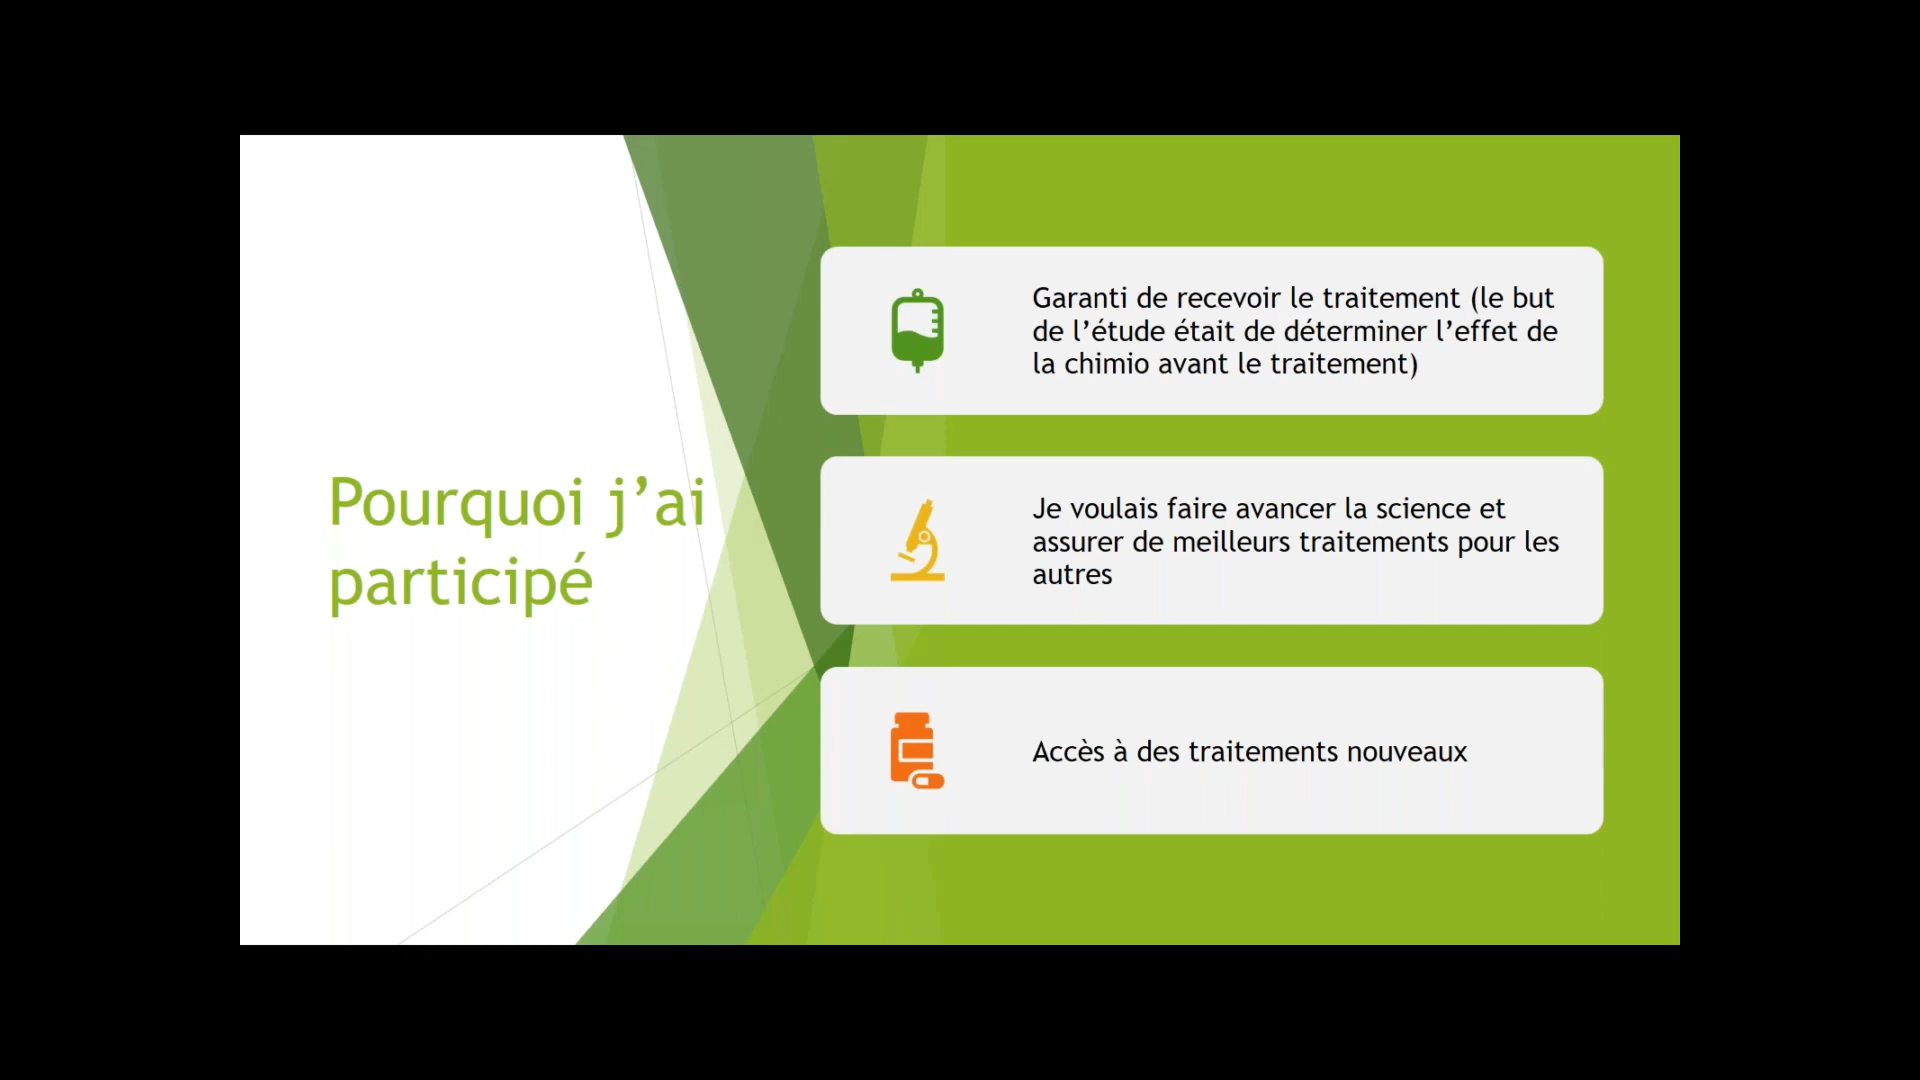 Pourquoi j’ai
participé
Garanti de recevoir le traitement (le but
de l’étude était de déterminer l’effet de
la chimio avant le traitement)
Je voulais faire avancer la science et
assurer de meilleurs traitements pour les
autres
Accès à des traitements nouveaux